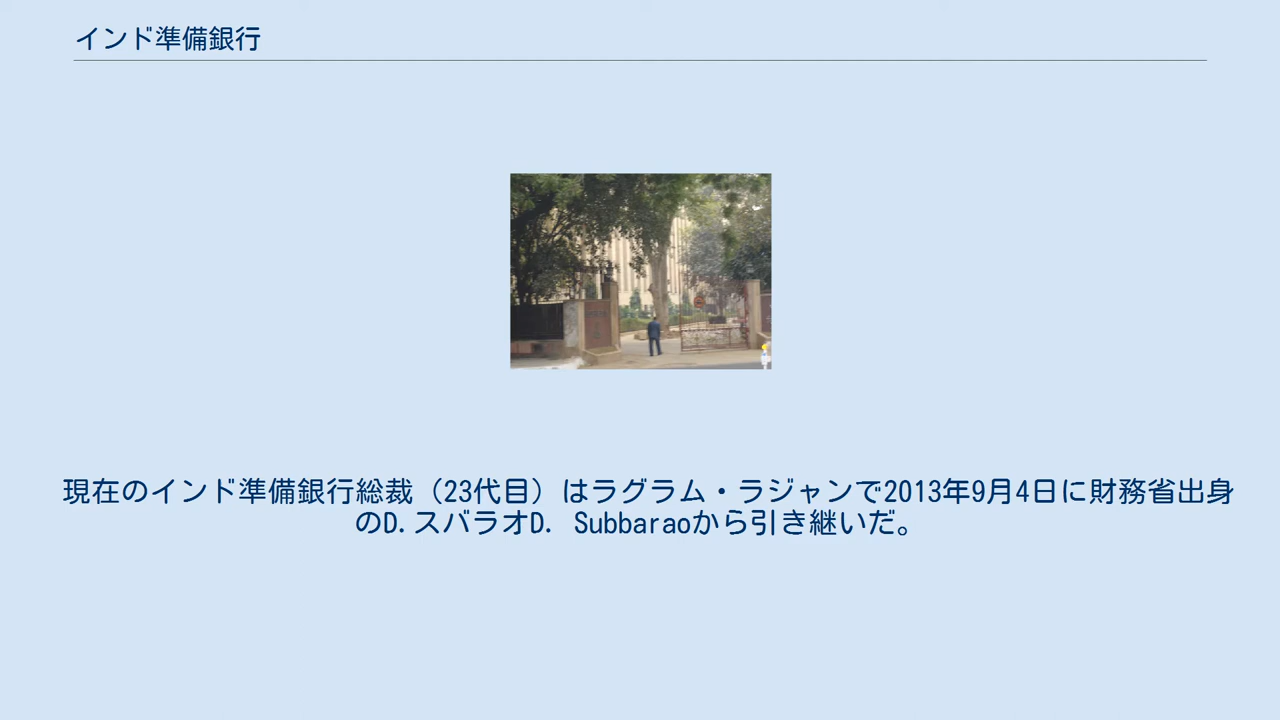 インド準備銀行
現在のインド準備銀行総裁（23代目）はラグラム・ラジャンで2013年9月4日に財務省出身
のD.スバラオD. Subbaraoから引き継いだ。